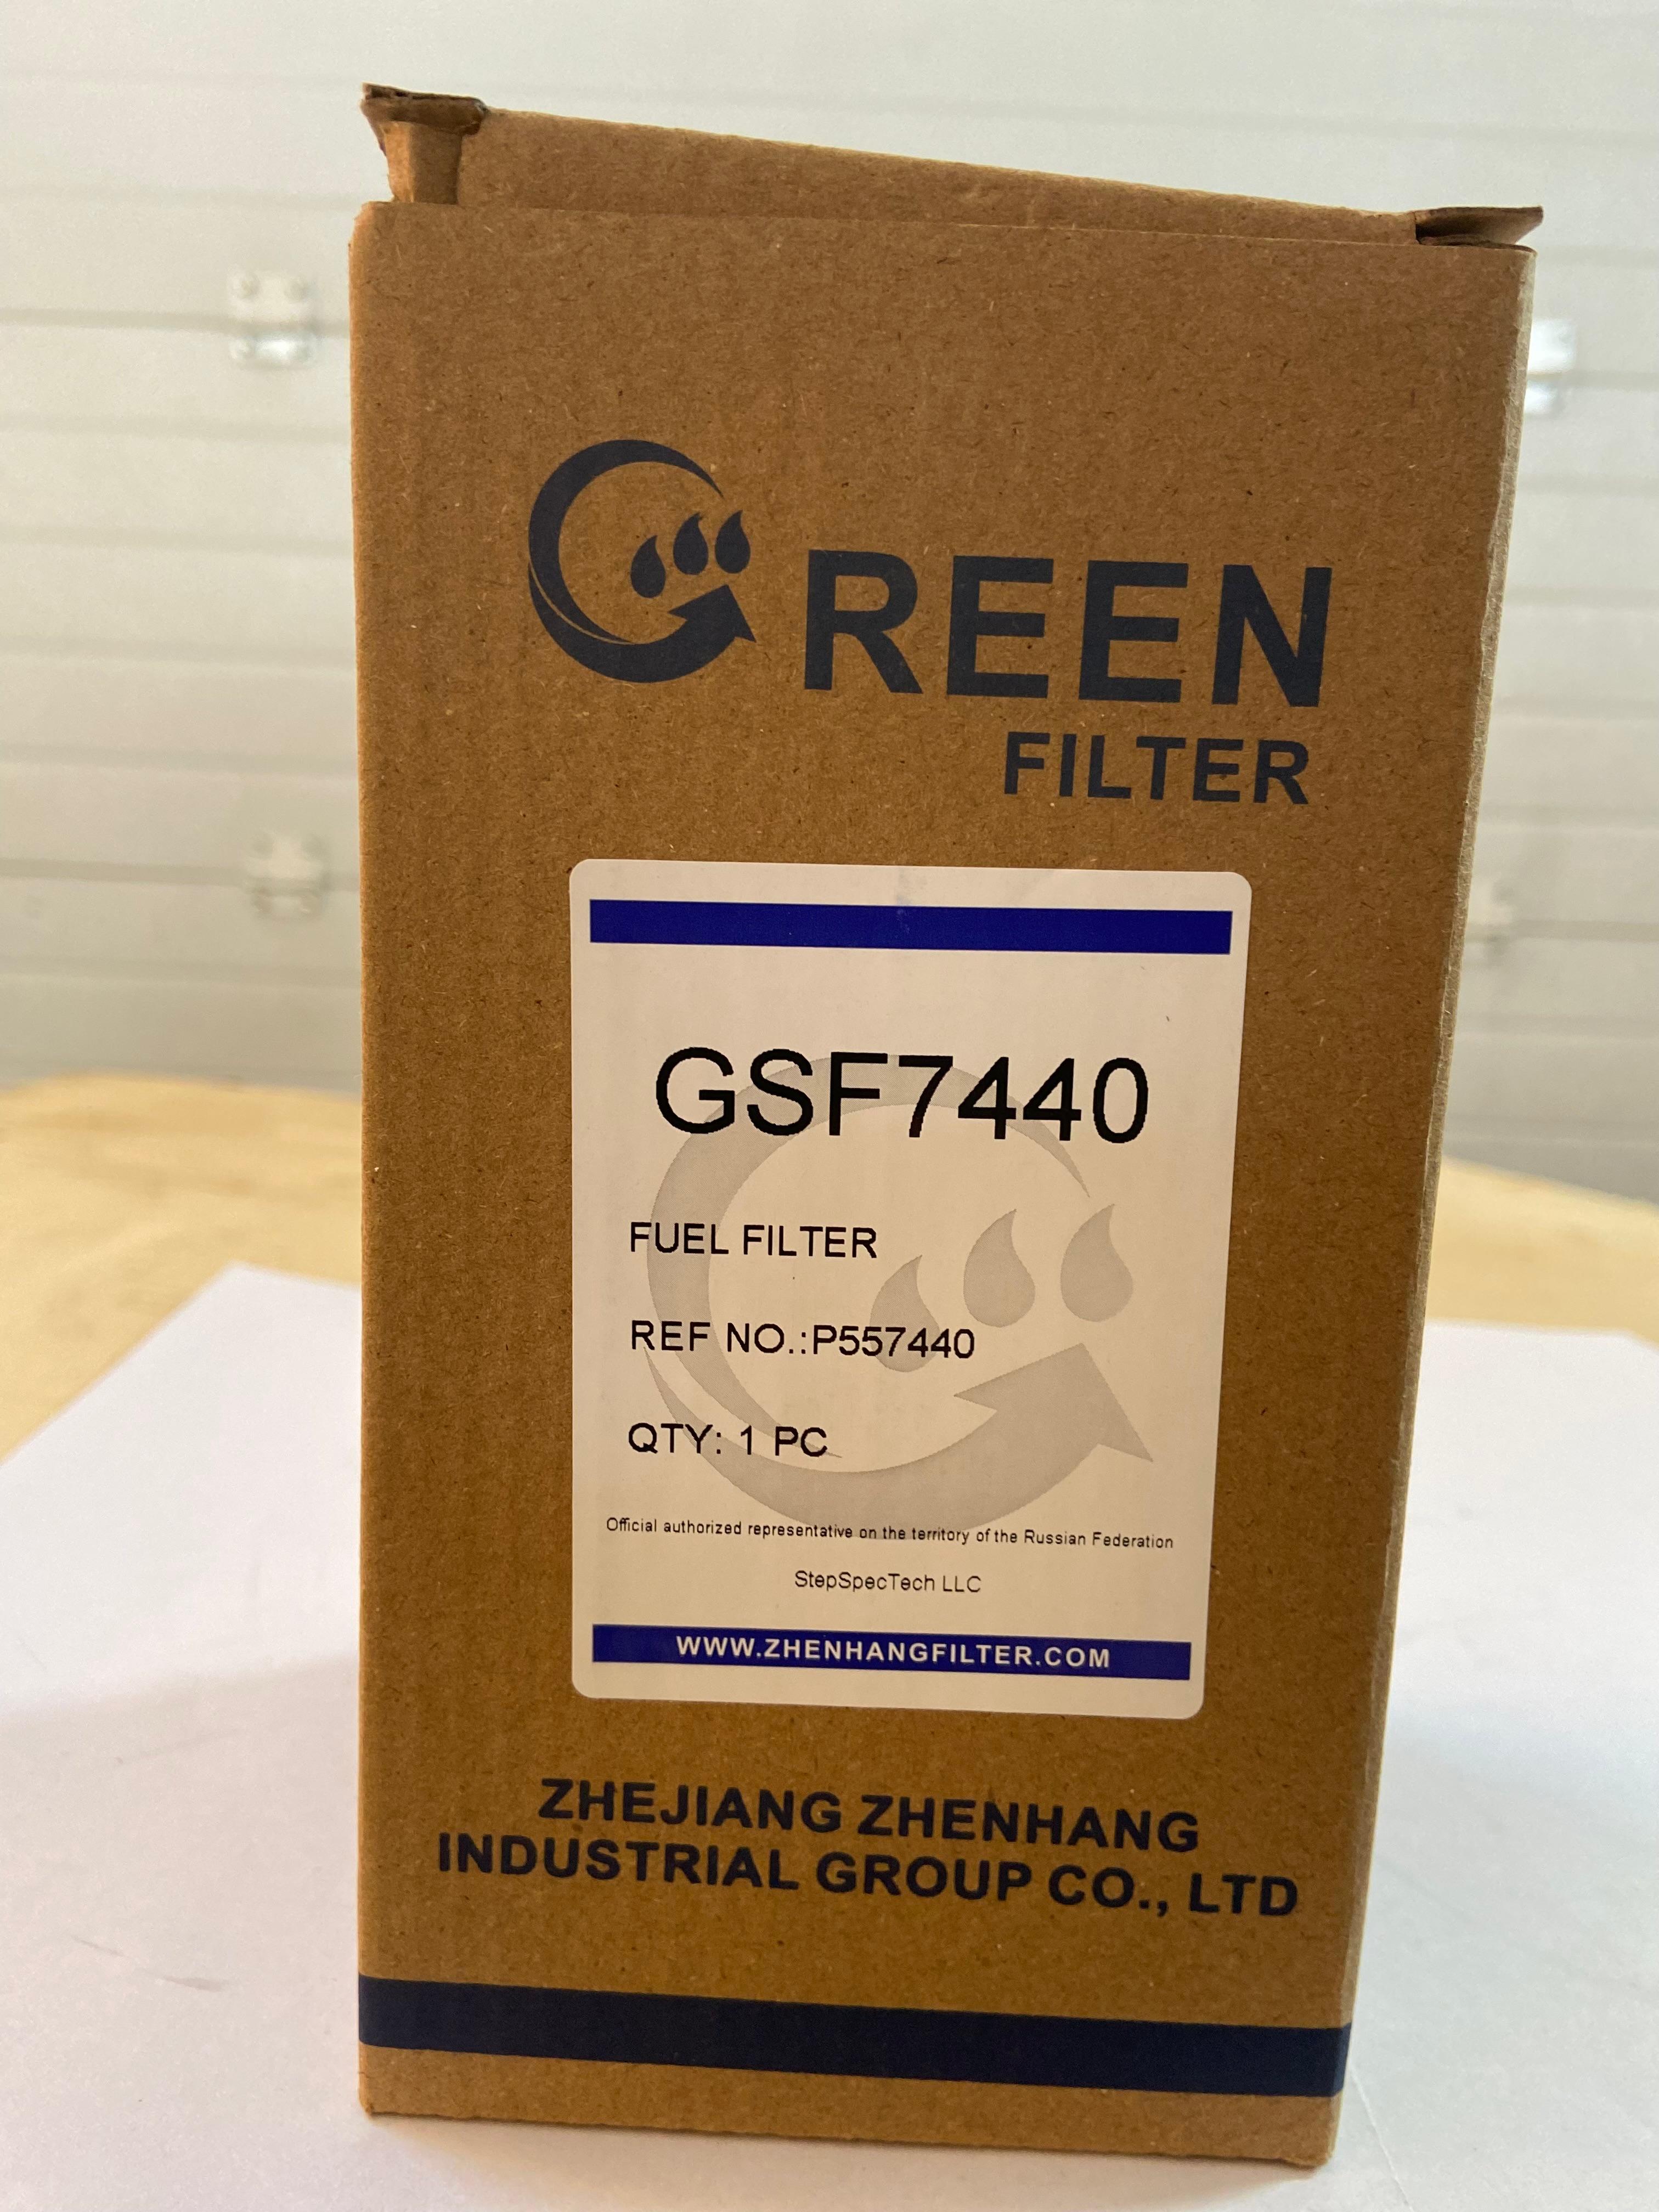 GREEN
FILTER
GSF7440
FUEL FILTER
REF NO.:P557440
QTY: 1 PC
Official authorized representative on the territory of the Russian Federation
StepSpecTech LLC
WWW.ZHENHANGFILTER.COM
ZHEJIANG ZHENHANG
INDUSTRIAL GROUP CO., LTD